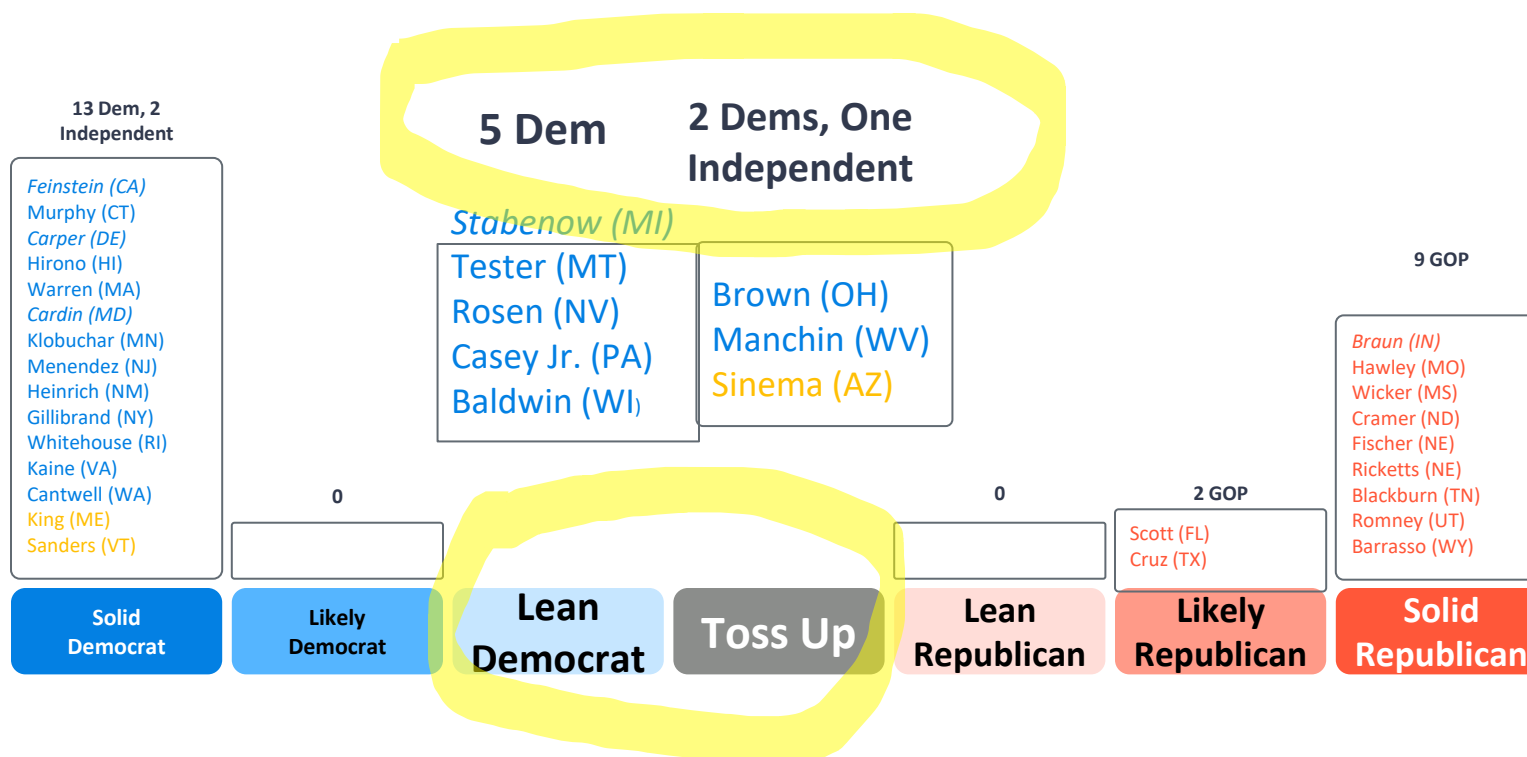 13 Dem, 2
Independent
Feinstein (CA)
Murphy (CT)
Carper (DE)
Hirono (HI)
Warren (MA)
Cardin (MD)
Klobuchar (MN)
Menendez (NJ)
Heinrich (NM)
Gillibrand (NY)
Whitehouse (RI)
Kaine (VA)
Cantwell (WA)
King (ME)
Sanders (VT)
Solid
Democrat
0
Likely
Democrat
5 Dem
Stabenow (MI)
Tester (MT)
Rosen (NV)
Casey Jr. (PA)
Baldwin (WI)
Lean
Democrat
2 Dems, One
Independent
Brown (OH)
Manchin (WV)
Sinema (AZ)
Toss Up
0
Lean
Republican
2 GOP
Scott (FL)
Cruz (TX)
Likely
Republican
9 GOP
Braun (IN)
Hawley (MO)
Wicker (MS)
Cramer (ND)
Fischer (NE)
Ricketts (NE)
Blackburn (TN)
Romney (UT)
Barrasso (WY)
Solid
Republican